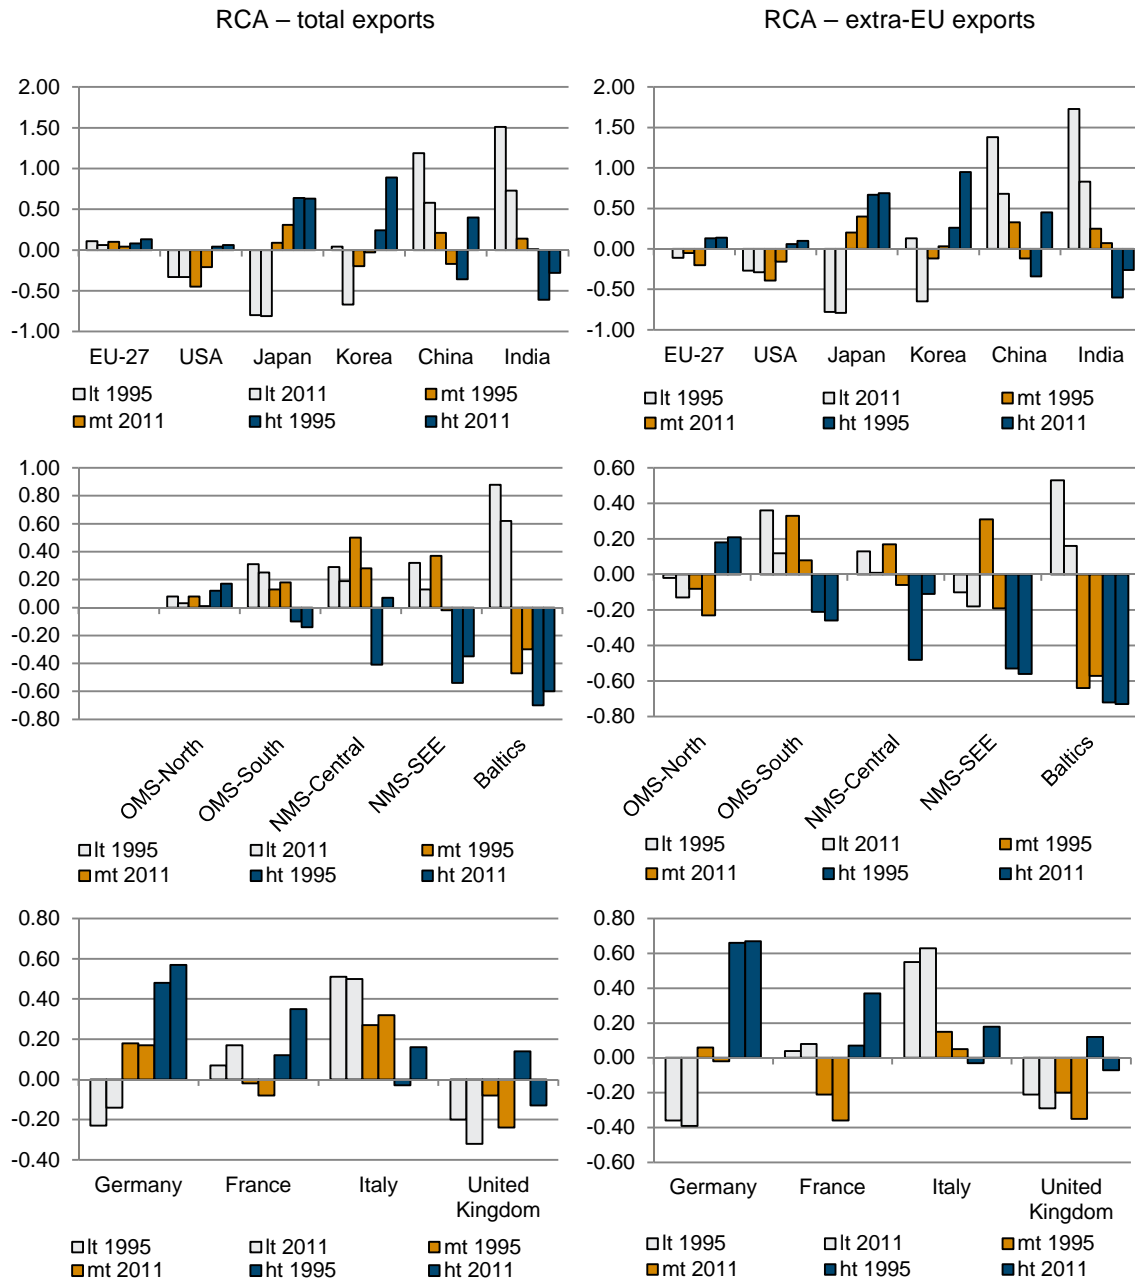 RCA – total exports
RCA – extra-EU exports
2.00
1.50
1.00
0.50
0.00
-0.50
-1.00
EU-27 USA Japan Korea China India
lt 1995 lt 2011 mt 1995
mt 2011 ht 1995 ht 2011
2.00
1.50
1.00
0.50
0.00
-0.50
-1.00
EU-27 USA Japan Korea China India
lt 1995 lt 2011 mt 1995
mt 2011 ht 1995 ht 2011
1.00
0.80
0.60
0.40
0.20
0.00
-0.20
-0.40
-0.60
-0.80
OMS-North OMS-South NMS-Central NMS-SEE Baltics
lt 1995 lt 2011 mt 1995
mt 2011 ht 1995 ht 2011
0.60
0.40
0.20
0.00
-0.20
-0.40
-0.60
-0.80
OMS-North OMS-South NMS-Central NMS-SEE Baltics
lt 1995 lt 2011 mt 1995
mt 2011 ht 1995 ht 2011
0.80
0.60
0.40
0.20
0.00
-0.20
-0.40
Germany France Italy United
Kingdom
lt 1995 lt 2011 mt 1995
mt 2011 ht 1995 ht 2011
0.80
0.60
0.40
0.20
0.00
-0.20
-0.40
-0.60
Germany France Italy United
Kingdom
lt 1995 lt 2011 mt 1995
mt 2011 ht 1995 ht 2011